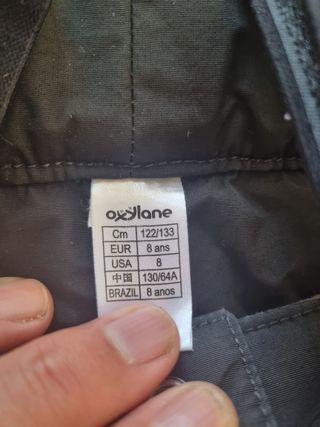 oxylane
Cm 122/133
EUR 8 ans
USA 8
中国 130/64A
BRAZIL 8 anos